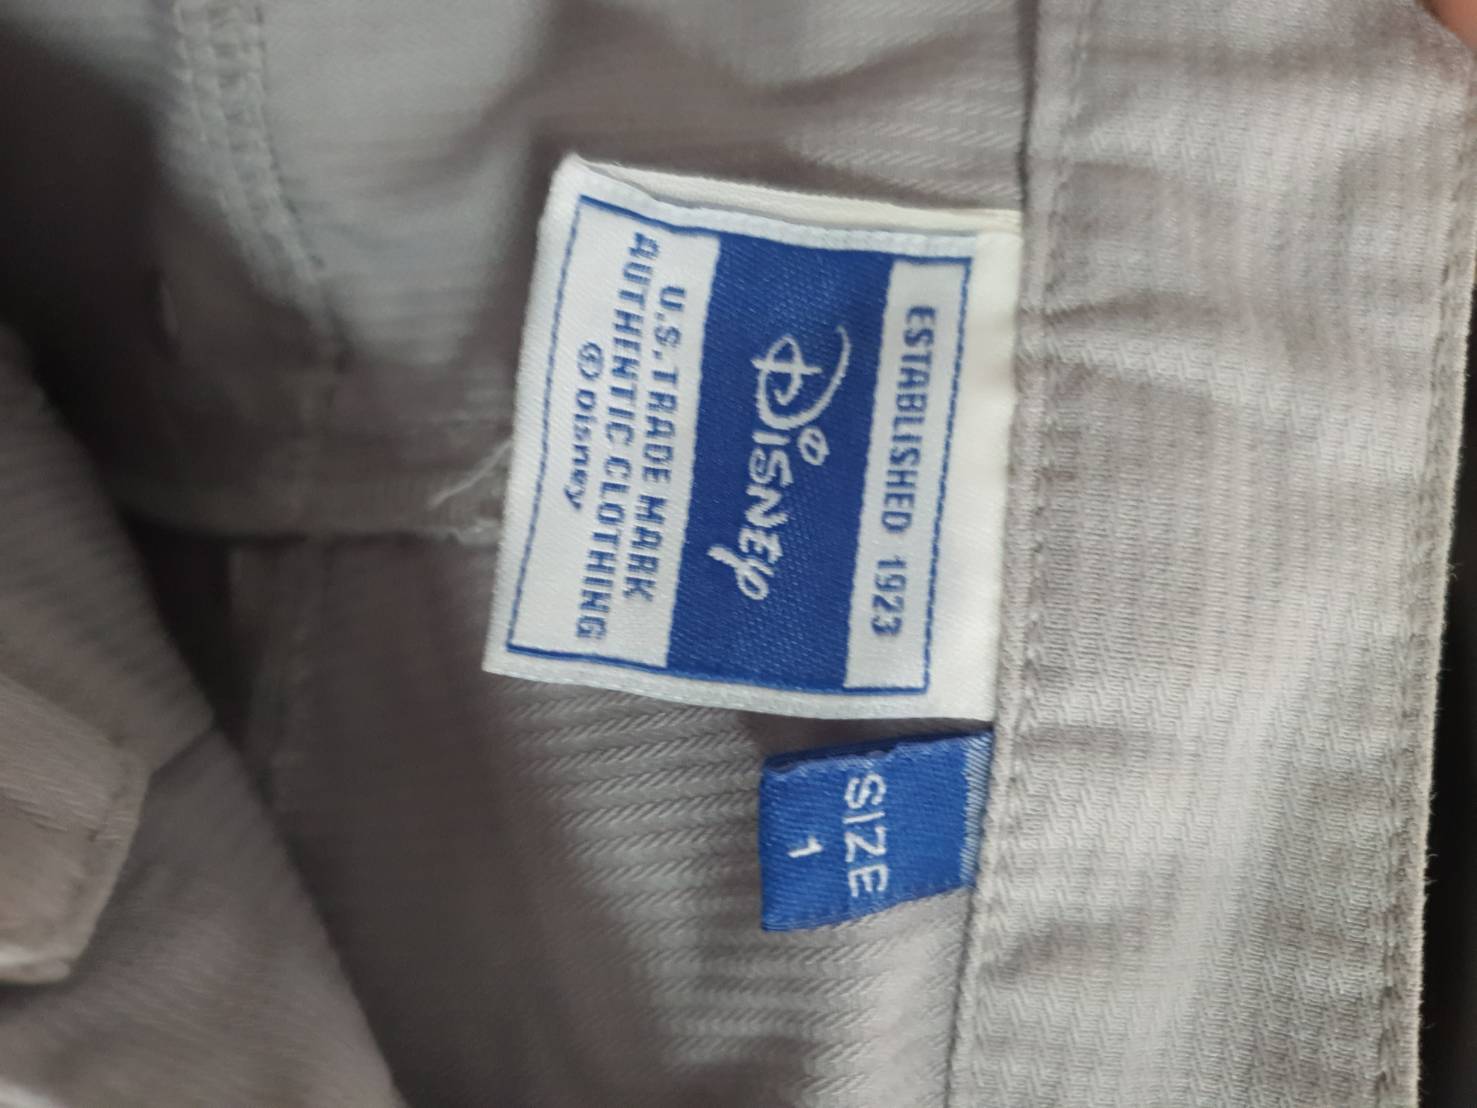 ESTABLISHED 1923
Disney
U.S. TRADE MARK
AUTHENTIC CLOTHING
© Disney
SIZE
1